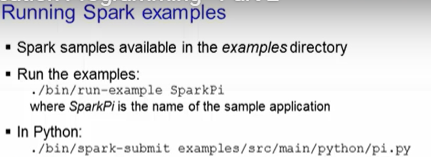 Running Spark examples
▪ Spark samples available in the examples directory
▪ Run the examples:
./bin/run-example SparkPi
where SparkPi is the name of the sample application
▪ In Python:
./bin/spark-submit examples/src/main/python/pi.py